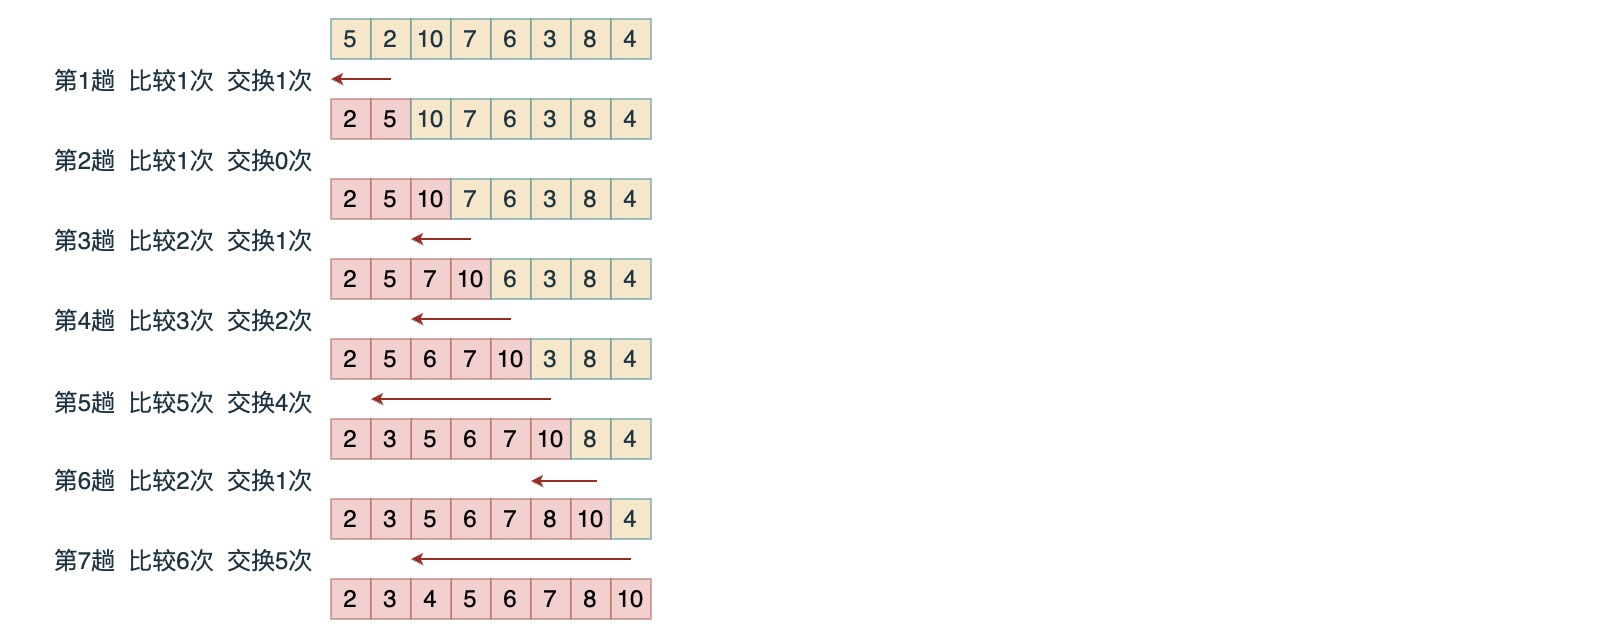 5 2 10 7 6 3 8 4
第1趟 比较1次 交换1次
2 5 10 7 6 3 8 4
第2趟 比较1次 交换0次
2 5 10 7 6 3 8 4
第3趟 比较2次 交换1次
2 5 7 10 6 3 8 4
第4趟 比较3次 交换2次
2 5 6 7 10 3 8 4
第5趟 比较5次 交换4次
2 3 5 6 7 10 8 4
第6趟 比较2次 交换1次
2 3 5 6 7 8 10 4
第7趟 比较6次 交换5次
2 3 4 5 6 7 8 10